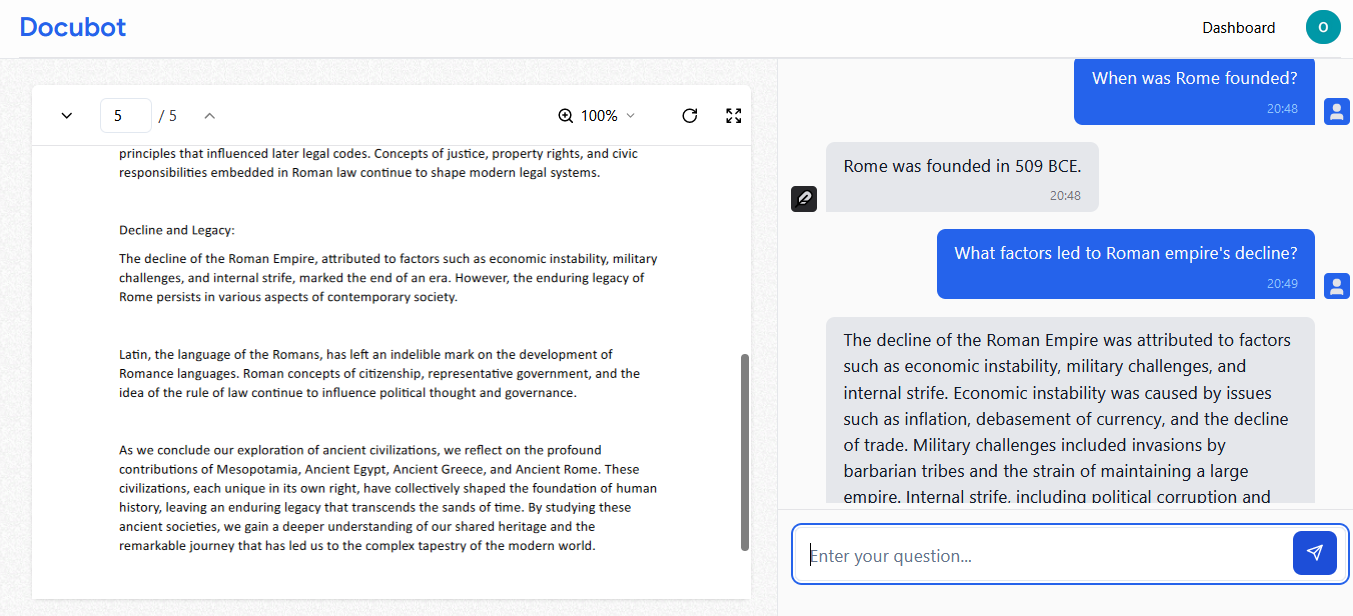 Docubot
Dashboard
O
5 / 5
100%
principles that influenced later legal codes. Concepts of justice, property rights, and civic
responsibilities embedded in Roman law continue to shape modern legal systems.
Decline and Legacy:
The decline of the Roman Empire, attributed to factors such as economic instability, military
challenges, and internal strife, marked the end of an era. However, the enduring legacy of
Rome persists in various aspects of contemporary society.
Latin, the language of the Romans, has left an indelible mark on the development of
Romance languages. Roman concepts of citizenship, representative government, and the
idea of the rule of law continue to influence political thought and governance.
As we conclude our exploration of ancient civilizations, we reflect on the profound
contributions of Mesopotamia, Ancient Egypt, Ancient Greece, and Ancient Rome. These
civilizations, each unique in its own right, have collectively shaped the foundation of human
history, leaving an enduring legacy that transcends the sands of time. By studying these
ancient societies, we gain a deeper understanding of our shared heritage and the
remarkable journey that has led us to the complex tapestry of the modern world.
When was Rome founded?
20:48
Rome was founded in 509 BCE.
20:48
What factors led to Roman empire's decline?
20:49
The decline of the Roman Empire was attributed to factors
such as economic instability, military challenges, and
internal strife. Economic instability was caused by issues
such as inflation, debasement of currency, and the decline
of trade. Military challenges included invasions by
barbarian tribes and the strain of maintaining a large
empire. Internal strife, including political corruption and
Enter your question...